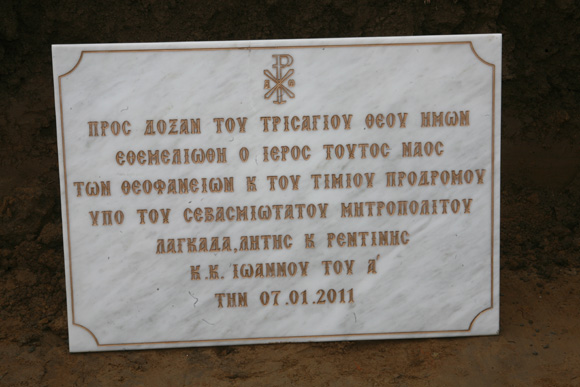 Α Ω
ΠΡΟΣ ΔΟΞΑΝ ΤΟΥ ΤΡΙϹΑΓΙΟΥ ΘΕΟΥ ΗΜΩΝ
ΕΘΕΜΕΛΙΩΘΗ Ο ΙΕΡΟΣ ΤΟΥΤΟΣ ΝΑΟΣ
ΤΩΝ ΘΕΟΦΑΝΕΙΩΝ Κ ΤΟΥ ΤΙΜΙΟΥ ΠΡΟΔΡΟΜΟΥ
ΥΠΟ ΤΟΥ ΣΕΒΑϹΜΙΩΤΑΤΟΥ ΜΗΤΡΟΠΟΛΙΤΟΥ
ΛΑΓΚΑΔΑ, ΛΗΤΗΣ Κ ΡΕΝΤΙΝΗΣ
Κ.Κ. ΙΩΑΝΝΟΥ ΤΟΥ Α΄
ΤΗΝ 07.01.2011